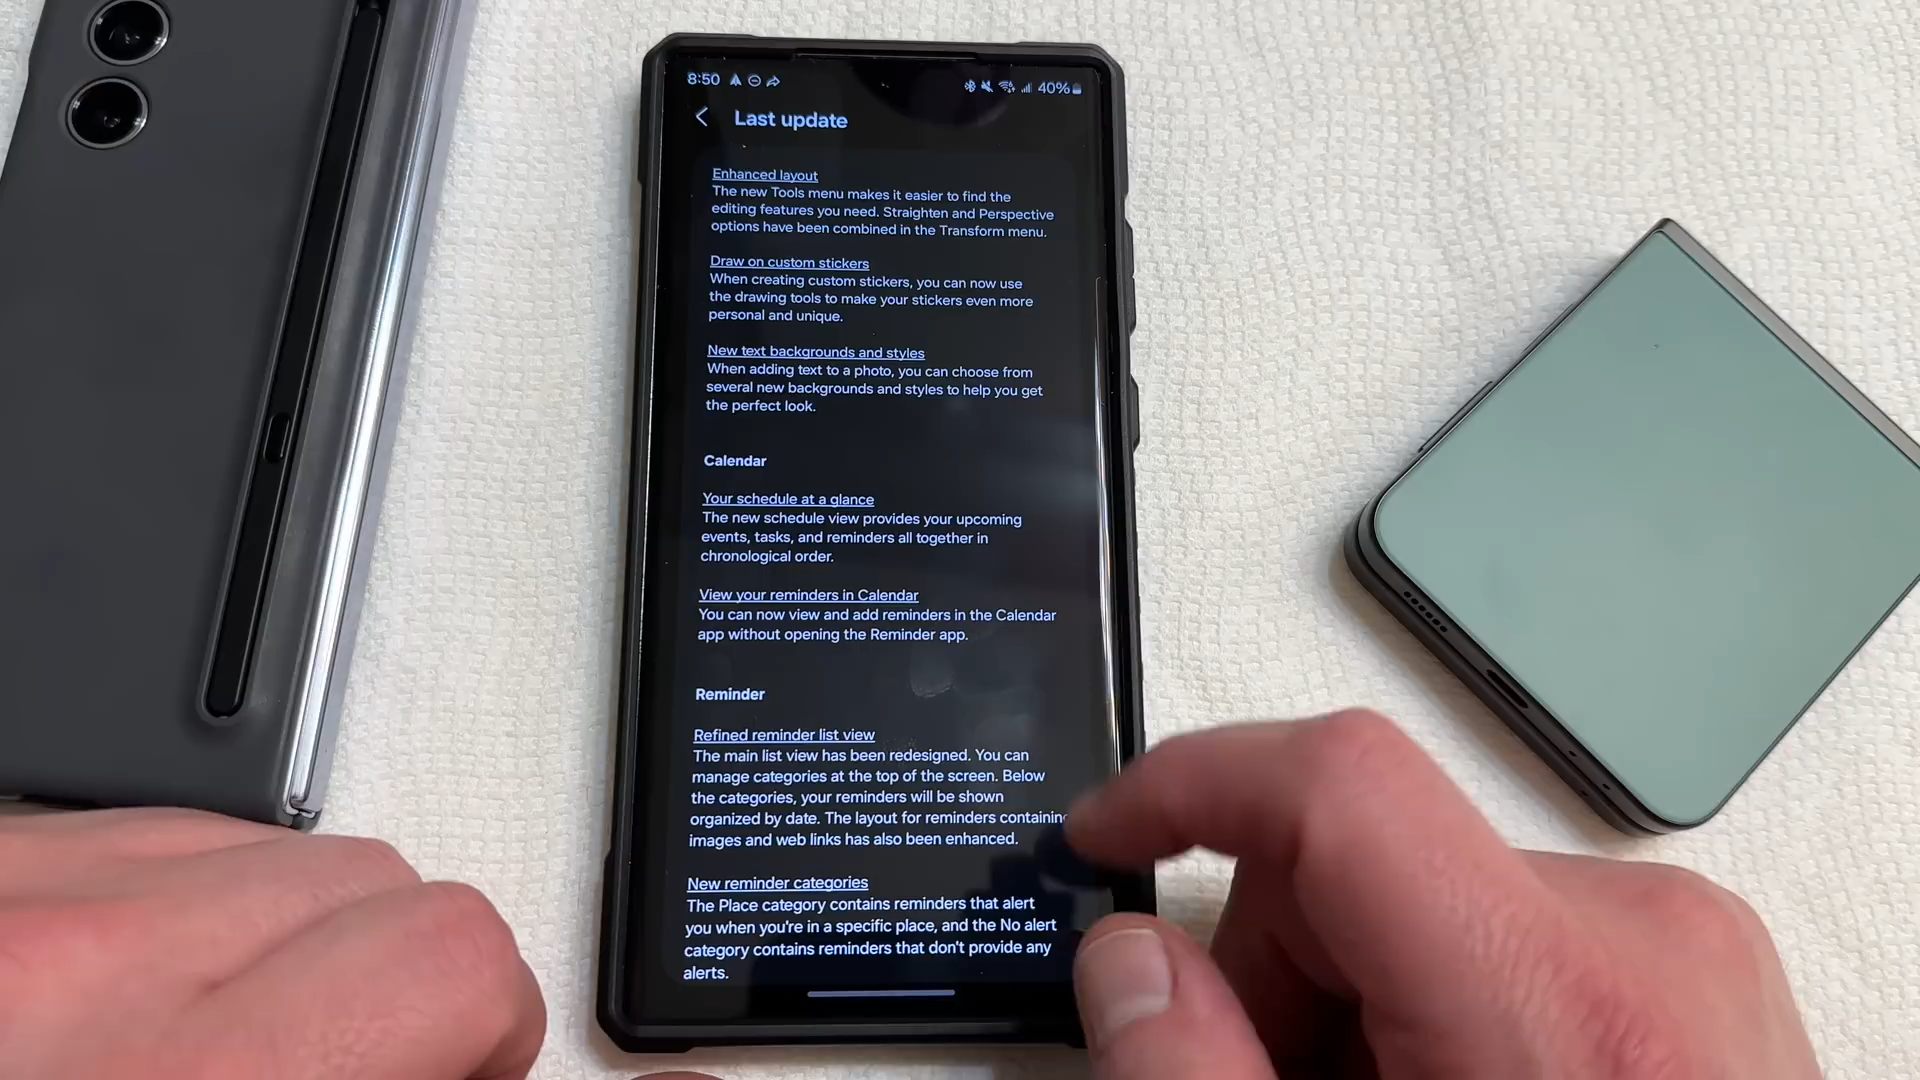 8:50
40%
Last update
Enhanced layout
The new Tools menu makes it easier to find the
editing features you need. Straighten and Perspective
options have been combined in the Transform menu.
Draw on custom stickers
When creating custom stickers, you can now use
the drawing tools to make your stickers even more
personal and unique.
New text backgrounds and styles
When adding text to a photo, you can choose from
several new backgrounds and styles to help you get
the perfect look.
Calendar
Your schedule at a glance
The new schedule view provides your upcoming
events, tasks, and reminders all together in
chronological order.
View your reminders in Calendar
You can now view and add reminders in the Calendar
app without opening the Reminder app.
Reminder
Refined reminder list view
The main list view has been redesigned. You can
manage categories at the top of the screen. Below
the categories, your reminders will be shown
organized by date. The layout for reminders containing
images and web links has also been enhanced.
New reminder categories
The Place category contains reminders that alert
you when you're in a specific place, and the No alert
category contains reminders that don't provide any
alerts.